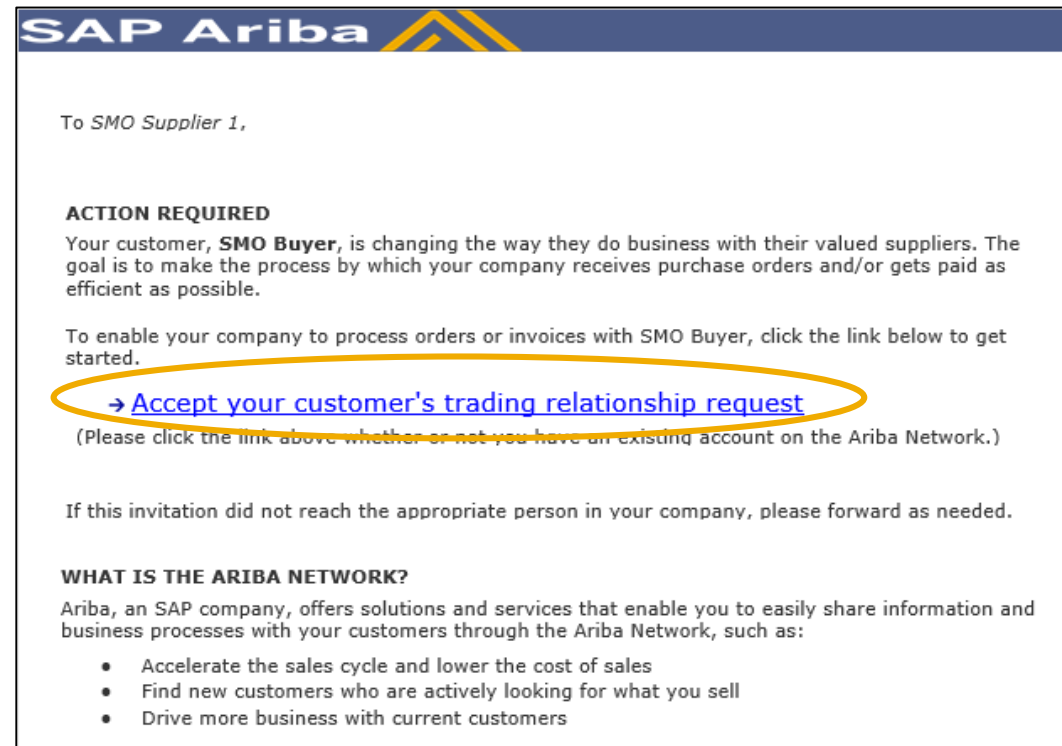 SAP Ariba
To SMO Supplier 1,
ACTION REQUIRED
Your customer, SMO Buyer, is changing the way they do business with their valued suppliers. The
goal is to make the process by which your company receives purchase orders and/or gets paid as
efficient as possible.
To enable your company to process orders or invoices with SMO Buyer, click the link below to get
started.
→ Accept your customer's trading relationship request
(Please click the link above whether or not you have an existing account on the Ariba Network.)
If this invitation did not reach the appropriate person in your company, please forward as needed.
WHAT IS THE ARIBA NETWORK?
Ariba, an SAP company, offers solutions and services that enable you to easily share information and
business processes with your customers through the Ariba Network, such as:
• Accelerate the sales cycle and lower the cost of sales
• Find new customers who are actively looking for what you sell
• Drive more business with current customers